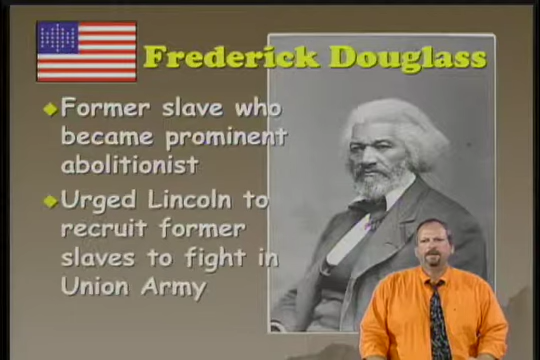 Frederick Douglass
Former slave who
became prominent
abolitionist
Urged Lincoln to
recruit former
slaves to fight in
Union Army